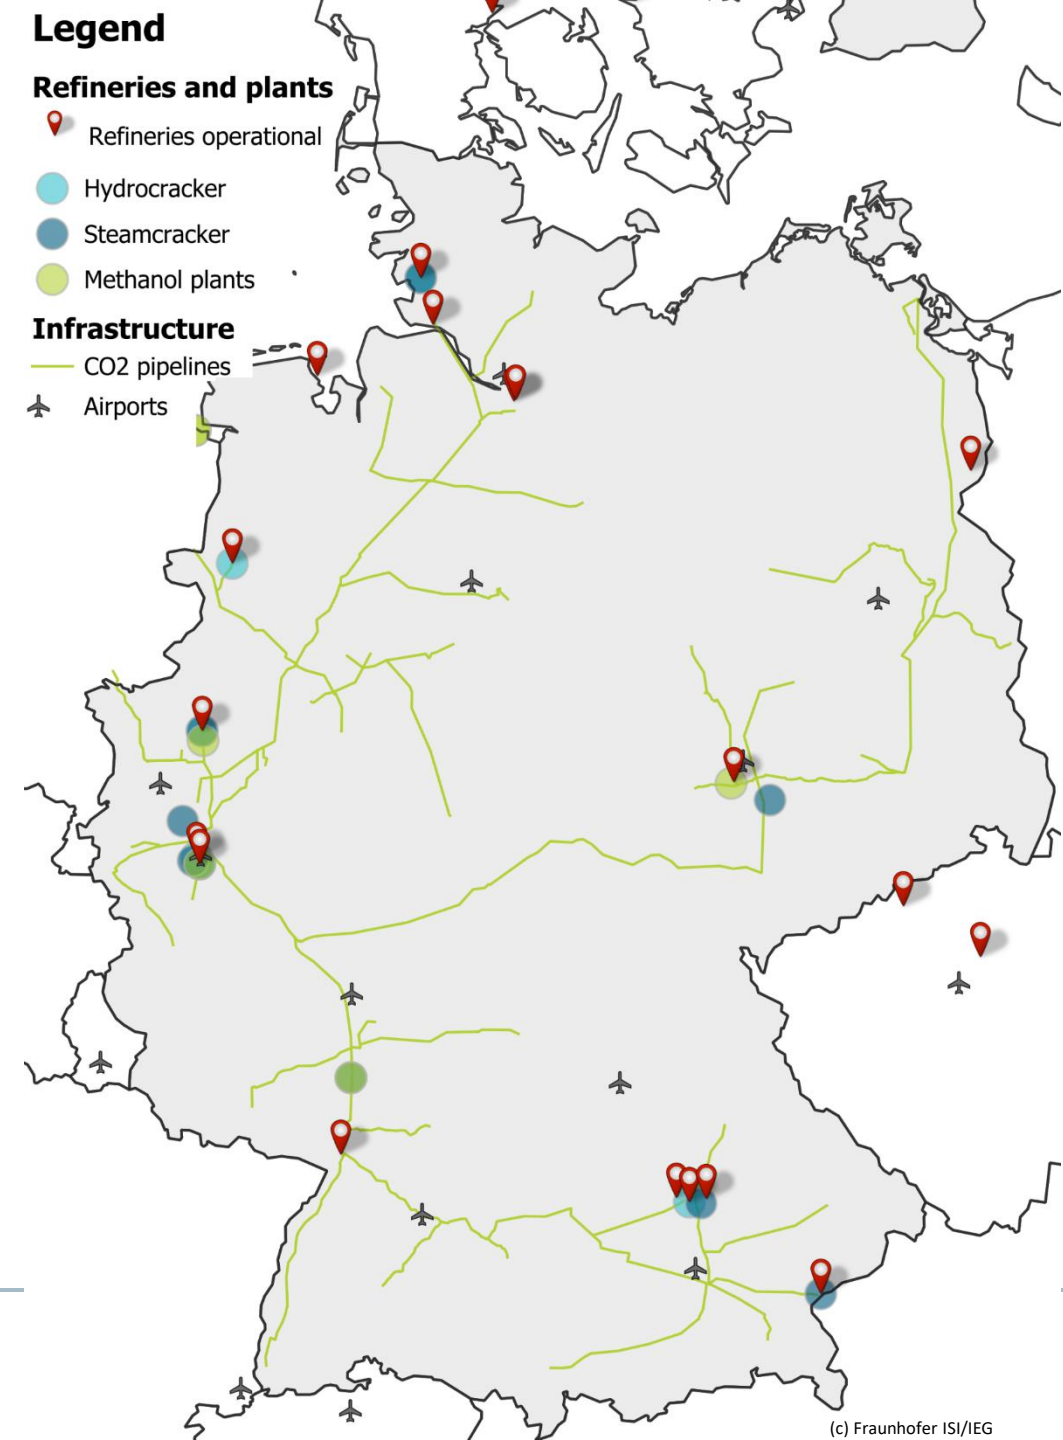 Legend
Refineries and plants
Refineries operational
Hydrocracker
Steamcracker
Methanol plants
Infrastructure
CO2 pipelines
Airports
(c) Fraunhofer ISI/IEG